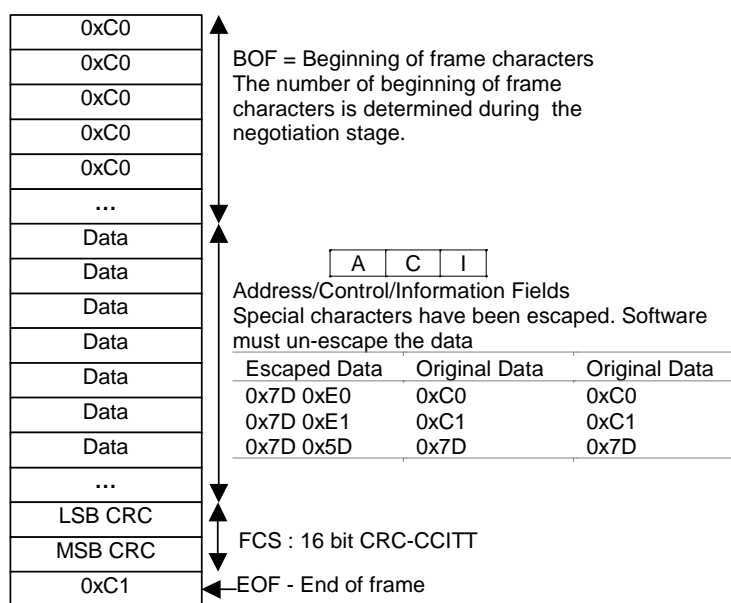 0xC0
0xC0
0xC0
0xC0
0xC0
...
BOF = Beginning of frame characters
The number of beginning of frame
characters is determined during the
negotiation stage.
Data
Data
Data
Data
Data
Data
Data
...
A C I
Address/Control/Information Fields
Special characters have been escaped. Software
must un-escape the data
Escaped Data Original Data Original Data
0x7D 0xE0 0xC0 0xC0
0x7D 0xE1 0xC1 0xC1
0x7D 0x5D 0x7D 0x7D
LSB CRC
MSB CRC
FCS : 16 bit CRC-CCITT
0xC1
EOF - End of frame